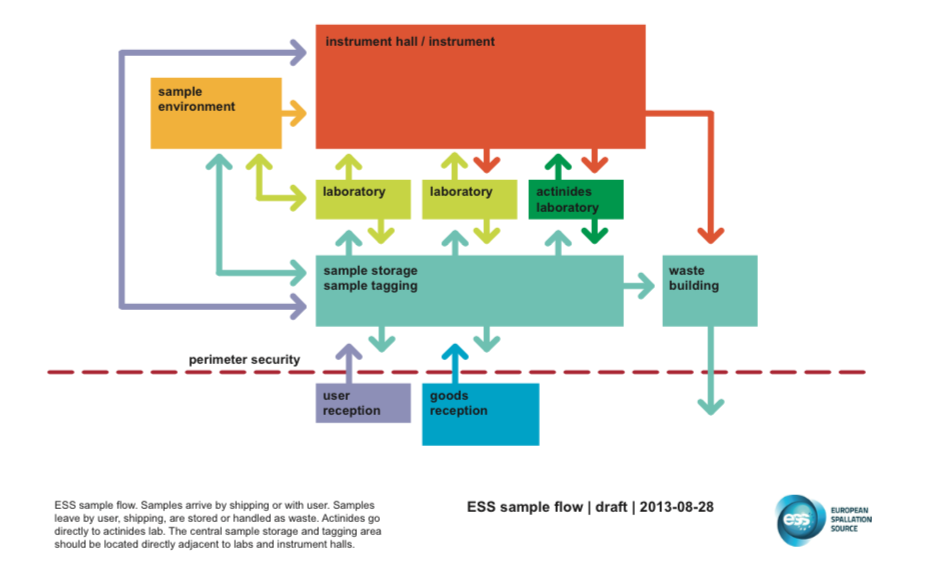 instrument hall / instrument
sample
environment
laboratory
laboratory
actinides
laboratory
sample storage
sample tagging
waste
building
perimeter security
user
reception
goods
reception
ESS sample flow. Samples arrive by shipping or with user. Samples
leave by user, shipping, are stored or handled as waste. Actinides go
directly to actinides lab. The central sample storage and tagging area
should be located directly adjacent to labs and instrument halls.
ESS sample flow | draft | 2013-08-28
ess
EUROPEAN
SPALLATION
SOURCE